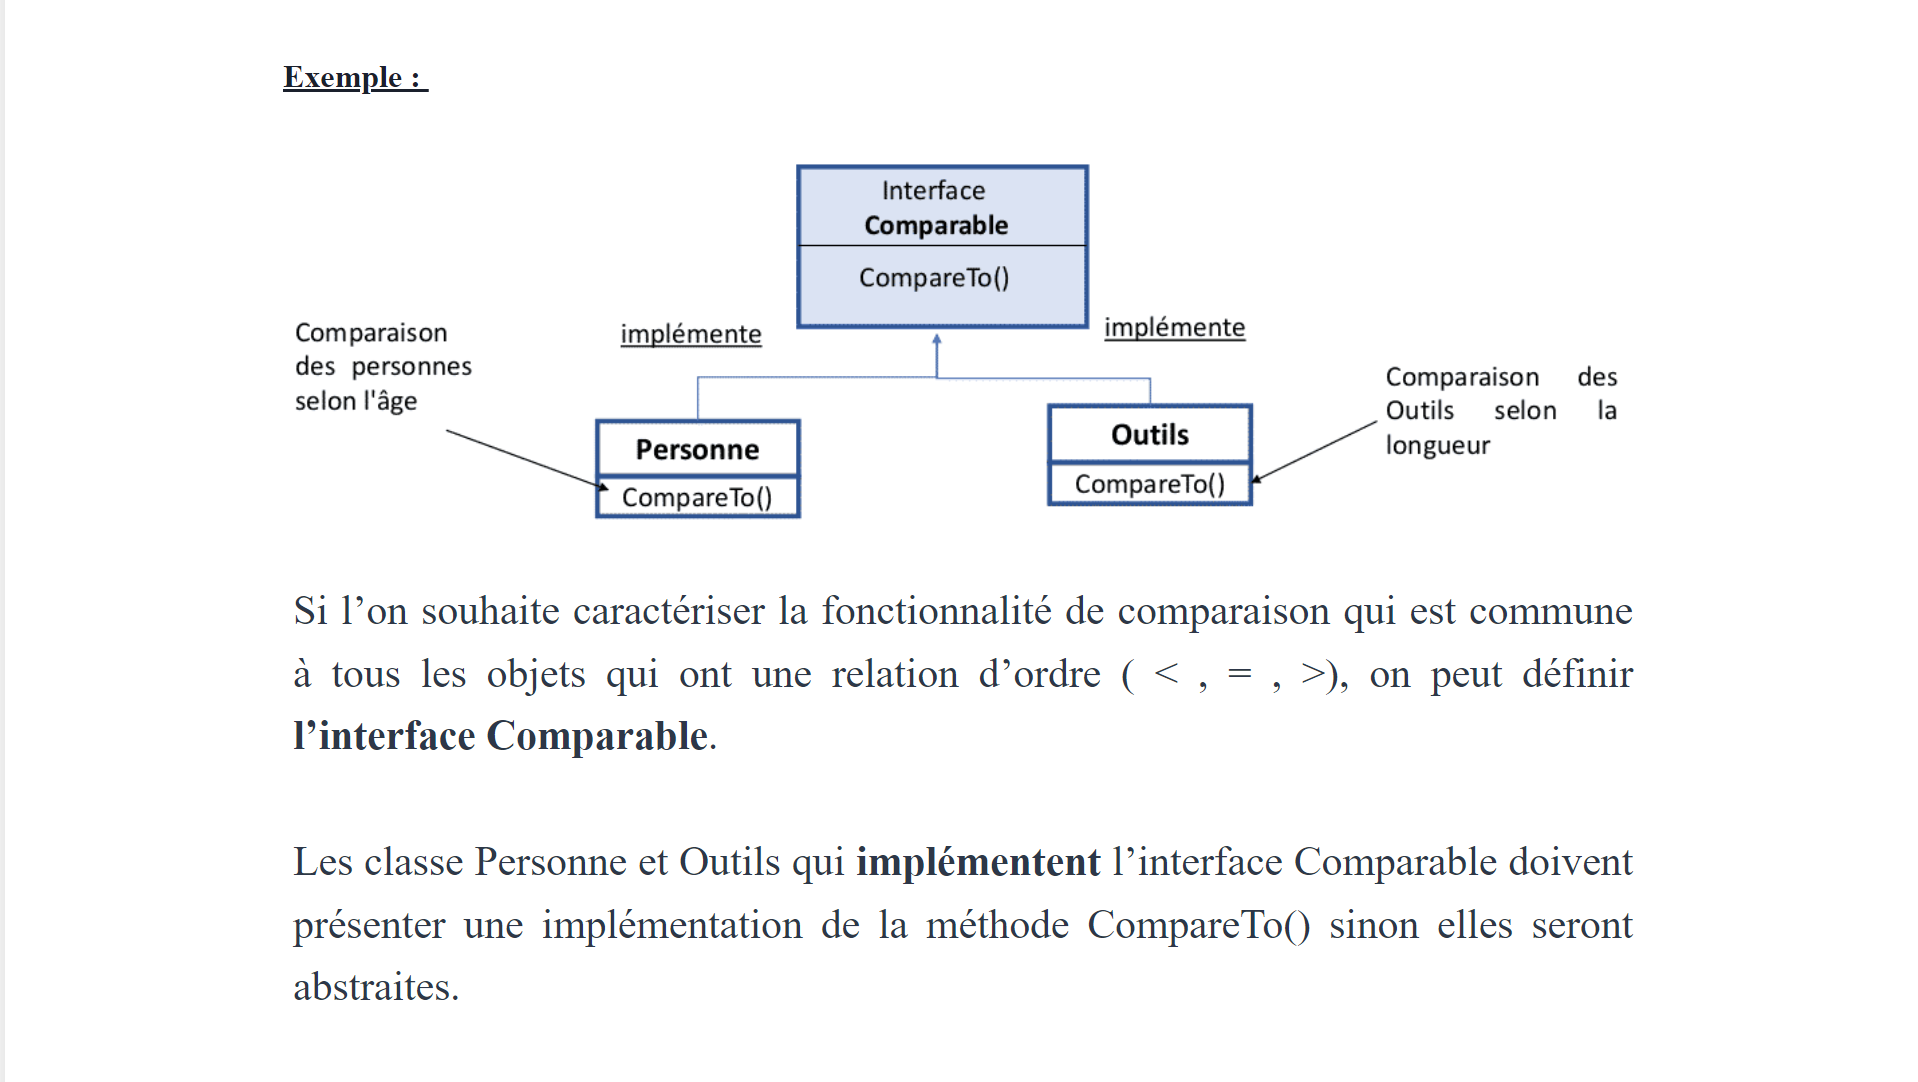 Exemple :
Interface
Comparable
CompareTo()
implémente
implémente
Comparaison
des personnes
selon l'âge
Comparaison des
Outils selon la
longueur
Personne
CompareTo()
Outils
CompareTo()
Si l’on souhaite caractériser la fonctionnalité de comparaison qui est commune
à tous les objets qui ont une relation d’ordre ( < , = , >), on peut définir
l’interface Comparable.
Les classe Personne et Outils qui implémentent l’interface Comparable doivent
présenter une implémentation de la méthode CompareTo() sinon elles seront
abstraites.